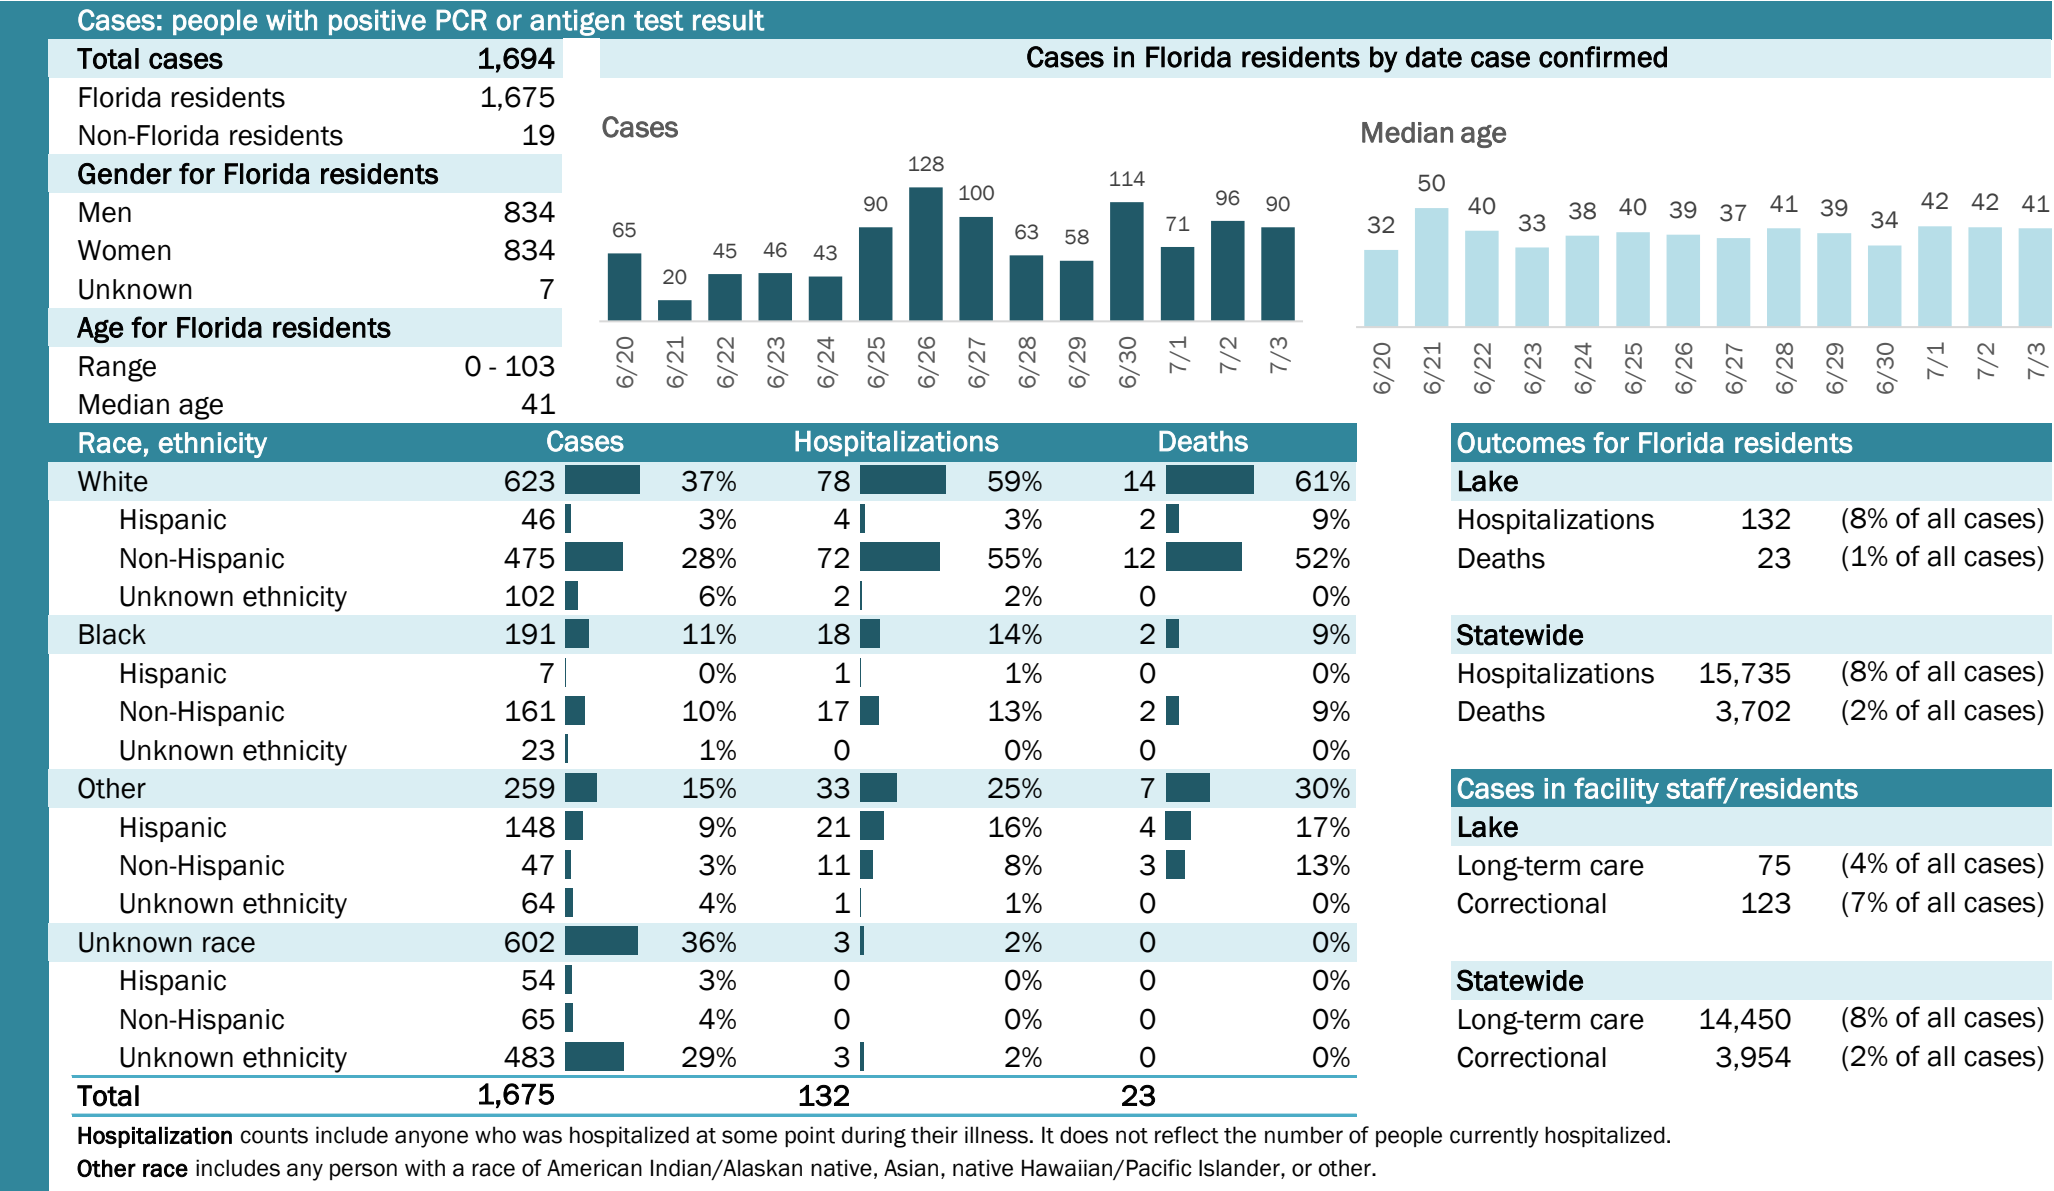 Cases: people with positive PCR or antigen test result
Total cases 1,694
Florida residents 1,675
Non-Florida residents 19
Gender for Florida residents
Men 834
Women 834
Unknown 7
Age for Florida residents
Range 0 - 103
Median age 41
Cases in Florida residents by date case confirmed
Cases
65 20 45 46 43 90 128 100 63 58 114 71 96 90
6/20 6/21 6/22 6/23 6/24 6/25 6/26 6/27 6/28 6/29 6/30 7/1 7/2 7/3
Median age
32 50 40 33 38 40 39 37 41 39 34 42 42 41
6/20 6/21 6/22 6/23 6/24 6/25 6/26 6/27 6/28 6/29 6/30 7/1 7/2 7/3
Race, ethnicity Cases Hospitalizations Deaths
White 623 37% 78 59% 14 61%
Hispanic 46 3% 4 3% 2 9%
Non-Hispanic 475 28% 72 55% 12 52%
Unknown ethnicity 102 6% 2 2% 0 0%
Black 191 11% 18 14% 2 9%
Hispanic 7 0% 1 1% 0 0%
Non-Hispanic 161 10% 17 13% 2 9%
Unknown ethnicity 23 1% 0 0% 0 0%
Other 259 15% 33 25% 7 30%
Hispanic 148 9% 21 16% 4 17%
Non-Hispanic 47 3% 11 8% 3 13%
Unknown ethnicity 64 4% 1 1% 0 0%
Unknown race 602 36% 3 2% 0 0%
Hispanic 54 3% 0 0% 0 0%
Non-Hispanic 65 4% 0 0% 0 0%
Unknown ethnicity 483 29% 3 2% 0 0%
Total 1,675 132 23
Outcomes for Florida residents
Lake
Hospitalizations 132 (8% of all cases)
Deaths 23 (1% of all cases)
Statewide
Hospitalizations 15,735 (8% of all cases)
Deaths 3,702 (2% of all cases)
Cases in facility staff/residents
Lake
Long-term care 75 (4% of all cases)
Correctional 123 (7% of all cases)
Statewide
Long-term care 14,450 (8% of all cases)
Correctional 3,954 (2% of all cases)
Hospitalization counts include anyone who was hospitalized at some point during their illness. It does not reflect the number of people currently hospitalized.
Other race includes any person with a race of American Indian/Alaskan native, Asian, native Hawaiian/Pacific Islander, or other.